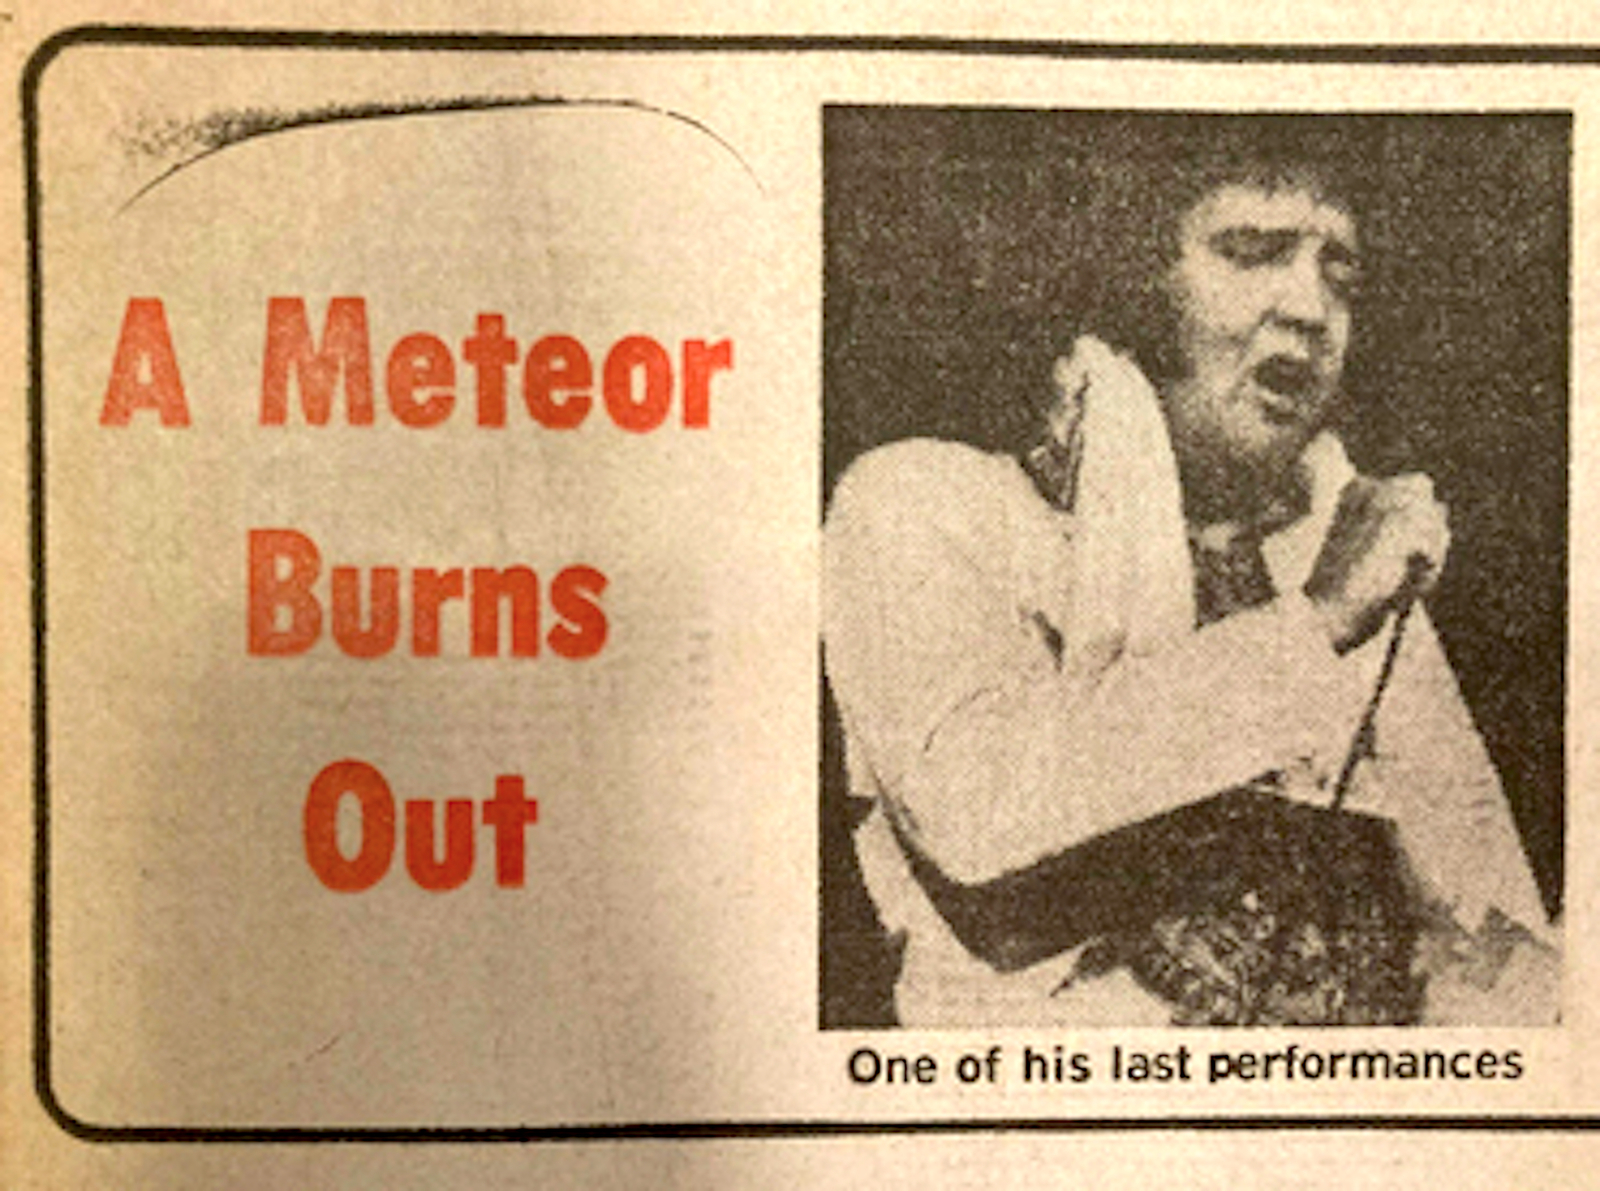 A Meteor
Burns
Out
One of his last performances